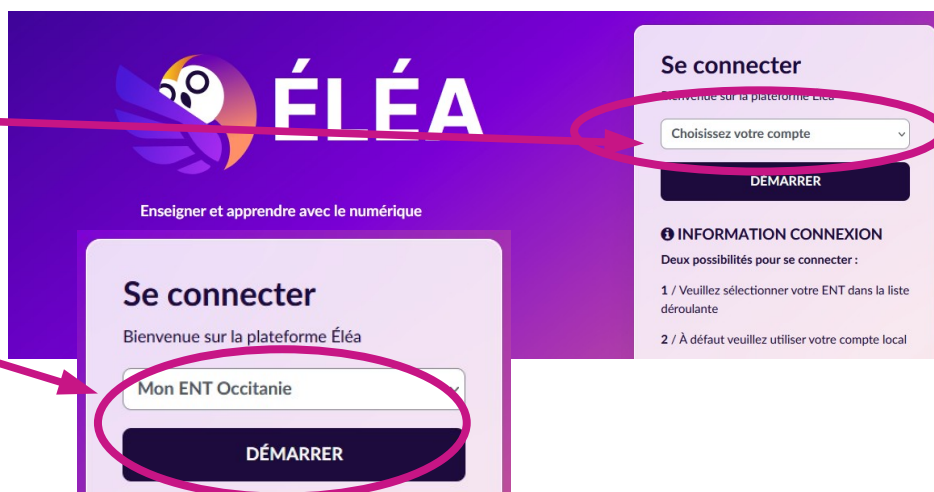 ÉLÉA
Enseigner et apprendre avec le numérique
Se connecter
Bienvenue sur la plateforme Éléa
Choisissez votre compte
DÉMARRER
INFORMATION CONNEXION
Deux possibilités pour se connecter :
1 / Veuillez sélectionner votre ENT dans la liste
déroulante
2 / À défaut veuillez utiliser votre compte local
Se connecter
Bienvenue sur la plateforme Éléa
Mon ENT Occitanie
DÉMARRER